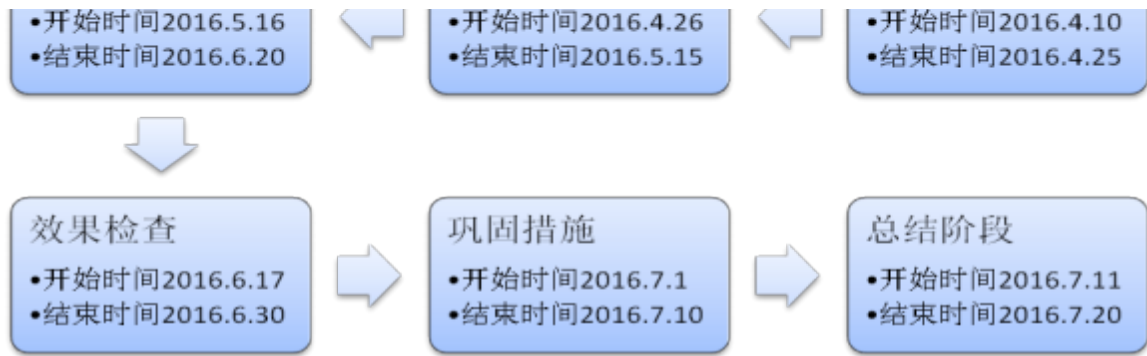 •开始时间2016.5.16
•结束时间2016.6.20
•开始时间2016.4.26
•结束时间2016.5.15
•开始时间2016.4.10
•结束时间2016.4.25
效果检查
•开始时间2016.6.17
•结束时间2016.6.30
巩固措施
•开始时间2016.7.1
•结束时间2016.7.10
总结阶段
•开始时间2016.7.11
•结束时间2016.7.20